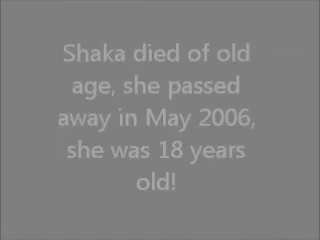 Shaka died of old
age, she passed
away in May 2006,
she was 18 years
old!